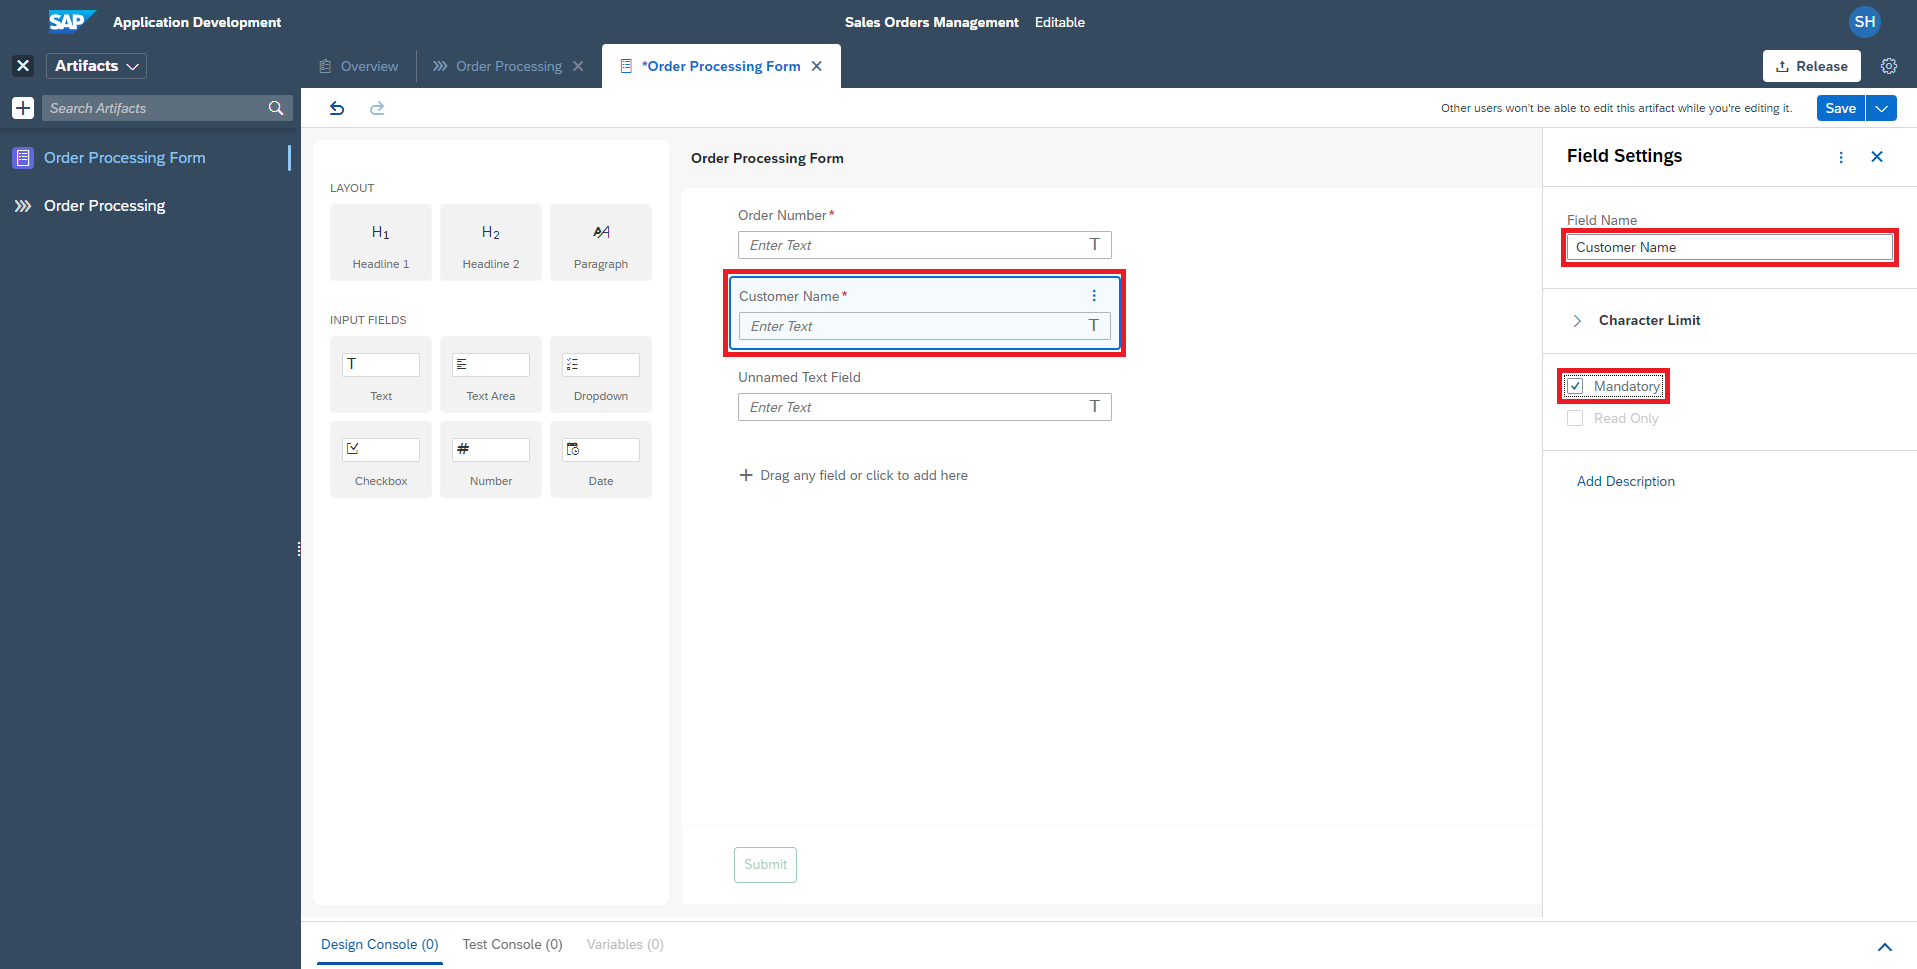 SAP Application Development
Sales Orders Management Editable
SH
Artifacts
Overview
Order Processing
*Order Processing Form
Release
Search Artifacts
Other users won't be able to edit this artifact while you're editing it.
Save
Order Processing Form
Order Processing
LAYOUT
H1
Headline 1
H2
Headline 2
AA
Paragraph
INPUT FIELDS
T
Text
Text Area
Dropdown
Checkbox
#
Number
Date
Order Processing Form
Order Number*
Enter Text T
Customer Name*
Enter Text T
Unnamed Text Field
Enter Text T
Drag any field or click to add here
Submit
Field Settings
Field Name
Customer Name
Character Limit
Mandatory
Read Only
Add Description
Design Console (0)
Test Console (0)
Variables (0)